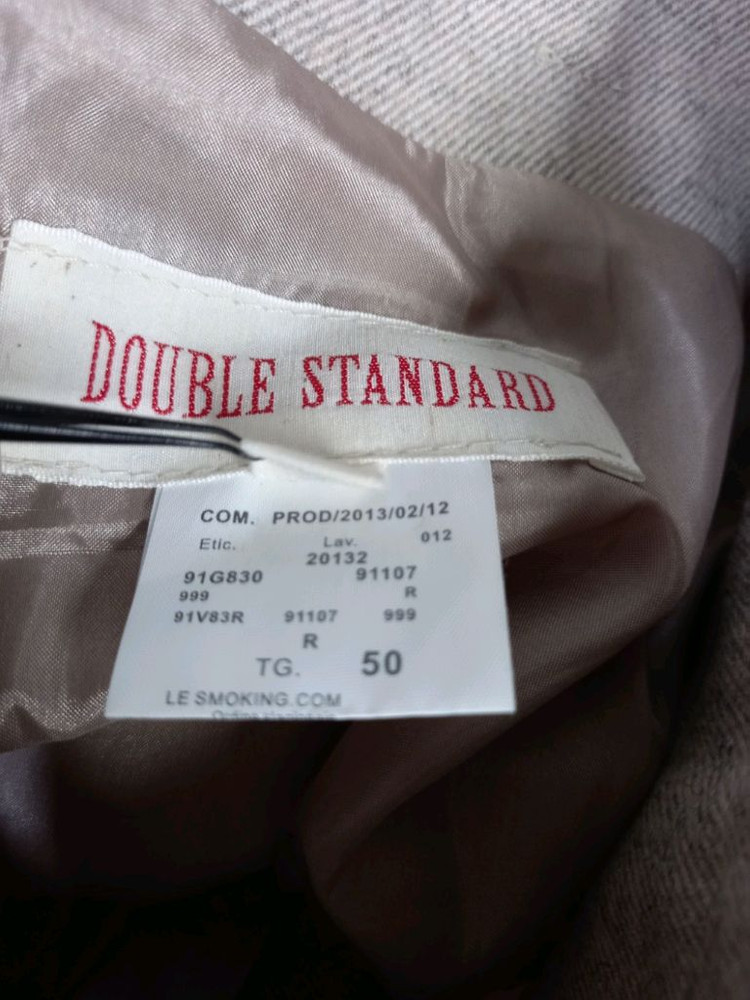 DOUBLE STANDARD
COM. PROD/2013/02/12
Etic. Lav. 012
20132
91G830 91107
999 R
91V83R 91107 999
R
TG. 50
LE SMOKING.COM